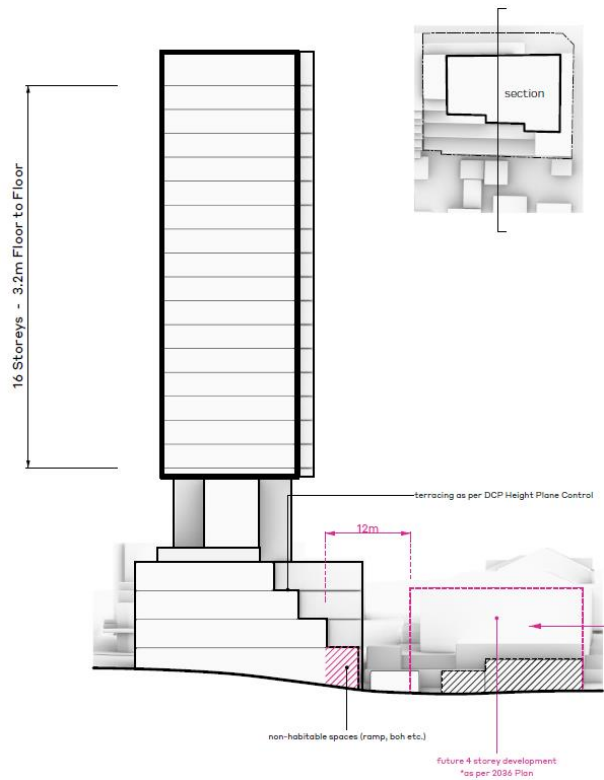 section
16 Storeys - 3.2m Floor to Floor
terracing as per DCP Height Plane Control
12m
non-habitable spaces (ramp, boh etc.)
future 4 storey development
*as per 2036 Plan